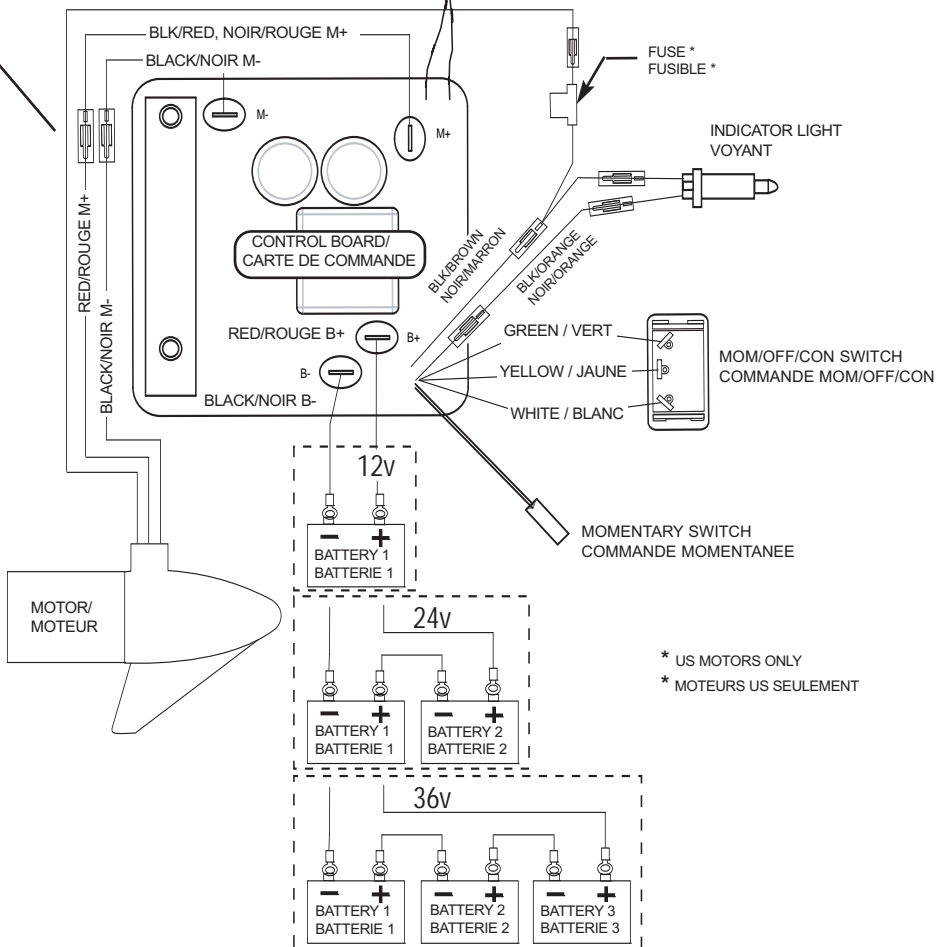 BLK/RED, NOIR/ROUGE M+
BLACK/NOIR M-
M-
M+
FUSE *
FUSIBLE *
INDICATOR LIGHT
VOYANT
CONTROL BOARD/
CARTE DE COMMANDE
RED/ROUGE M+
BLACK/NOIR M-
BLK/BROWN
NOIR/MARRON
BLK/ORANGE
NOIR/ORANGE
RED/ROUGE B+
B+
B-
BLACK/NOIR B-
GREEN / VERT
YELLOW / JAUNE
WHITE / BLANC
MOM/OFF/CON SWITCH
COMMANDE MOM/OFF/CON
MOMENTARY SWITCH
COMMANDE MOMENTANEE
MOTOR/
MOTEUR
12v
– +
BATTERY 1
BATTERIE 1
24v
– +
BATTERY 1
BATTERIE 1
– +
BATTERY 2
BATTERIE 2
* US MOTORS ONLY
* MOTEURS US SEULEMENT
36v
– +
BATTERY 1
BATTERIE 1
– +
BATTERY 2
BATTERIE 2
– +
BATTERY 3
BATTERIE 3